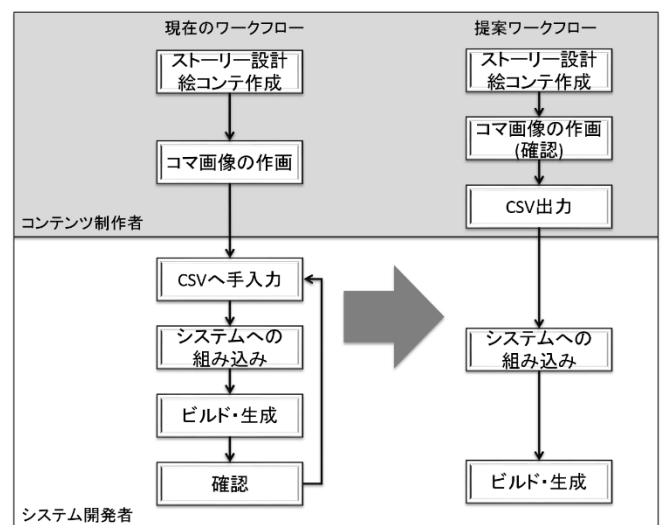 現在のワークフロー
ストーリー設計
絵コンテ作成
コマ画像の作画
コンテンツ制作者
CSVへ手入力
システムへの
組み込み
ビルド・生成
確認
システム開発者
提案ワークフロー
ストーリー設計
絵コンテ作成
コマ画像の作画
(確認)
CSV出力
システムへの
組み込み
ビルド・生成